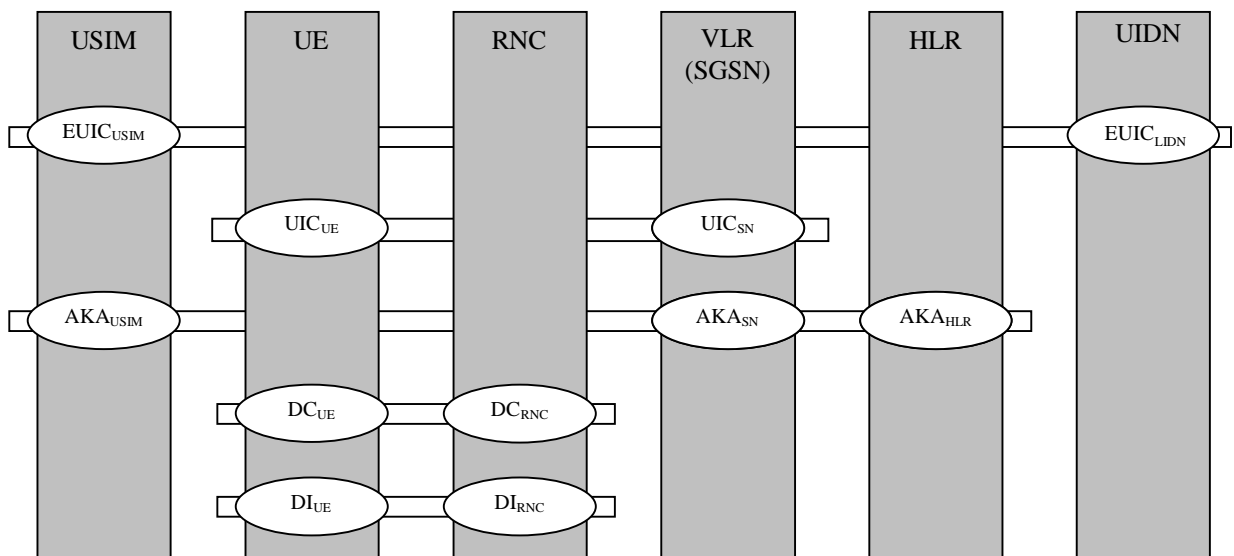 USIM UE RNC VLR HLR UIDN
(SGSN)
EUICUSIM EUICLIDN
UICUE UICSN
AKAUSIM AKASN AKAHLR
DCUE DCRNC
DIUE DIRNC